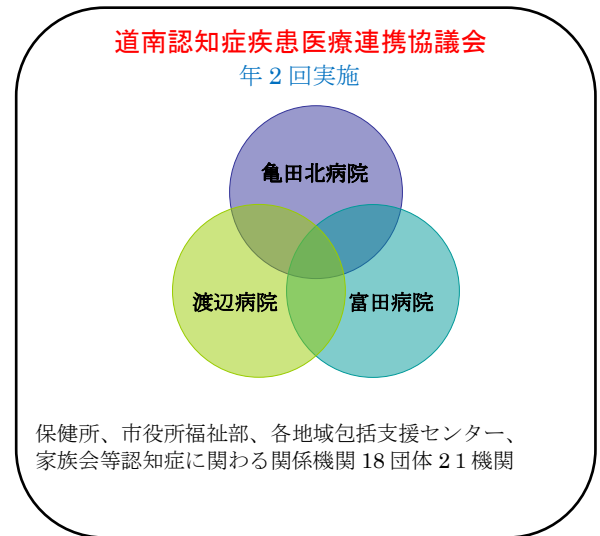 道南認知症疾患医療連携協議会
年 2 回実施
亀田北病院
渡辺病院
富田病院
保健所、市役所福祉部、各地域包括支援センター、
家族会等認知症に関わる関係機関 18 団体 2 1 機関